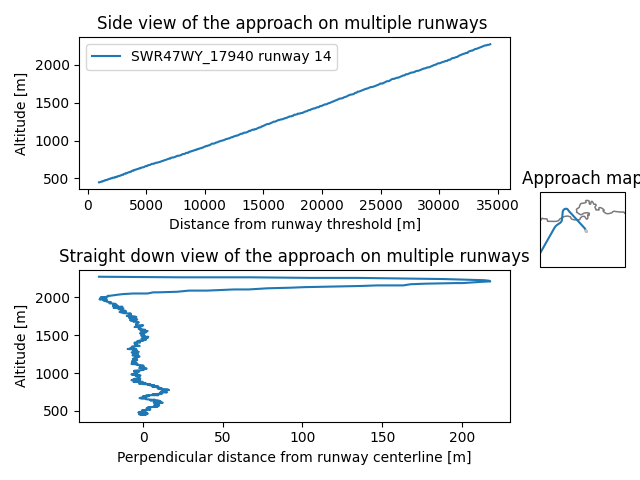 Side view of the approach on multiple runways
SWR47WY_17940 runway 14
Altitude [m]
2000
1500
1000
500
0 5000 10000 15000 20000 25000 30000 35000
Distance from runway threshold [m]
Approach map
Straight down view of the approach on multiple runways
Altitude [m]
2000
1500
1000
500
0 50 100 150 200
Perpendicular distance from runway centerline [m]